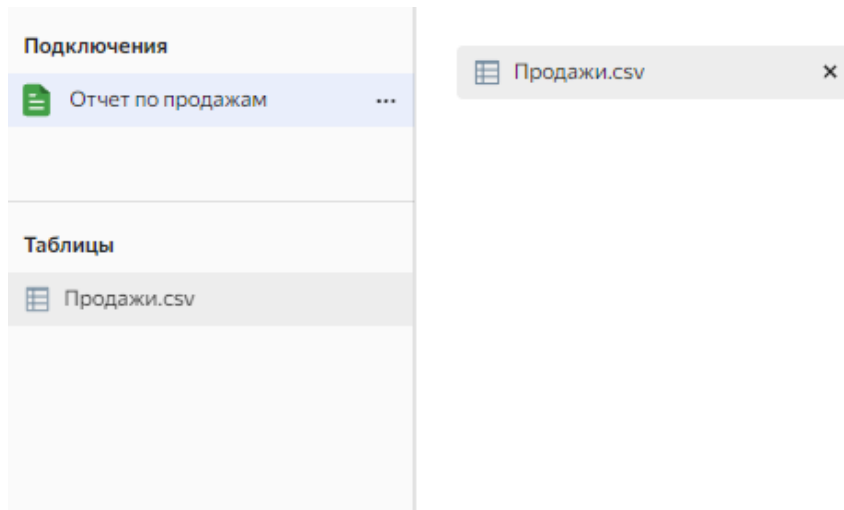 Подключения
Отчет по продажам
Таблицы
Продажи.csv
Продажи.csv